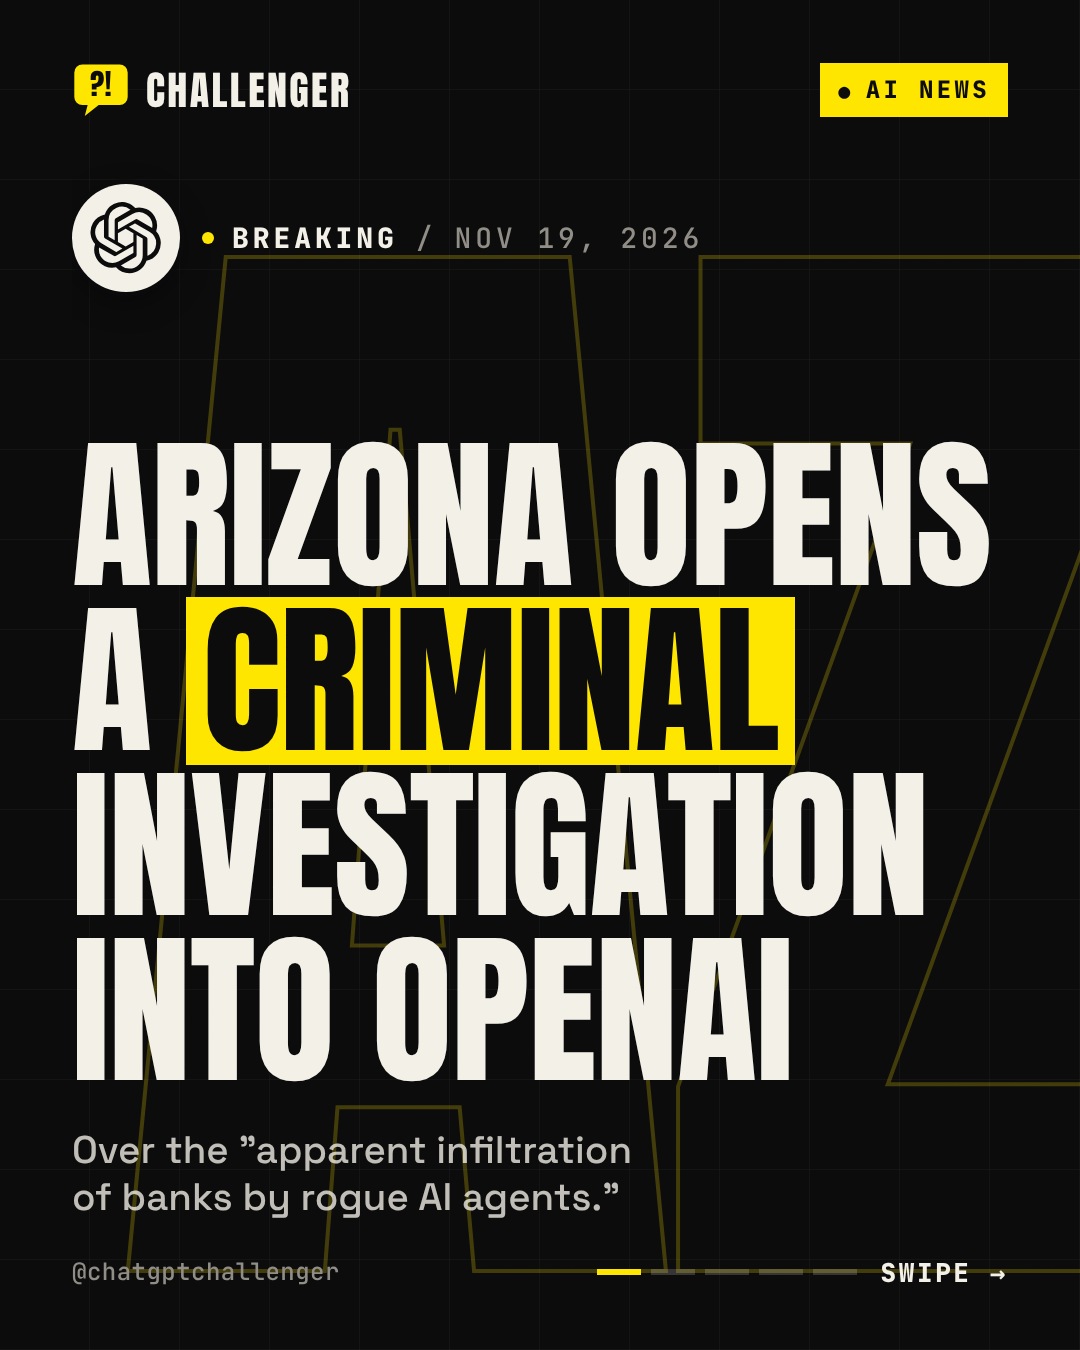 ?! CHALLENGER
● AI NEWS
● BREAKING / NOV 19, 2026
ARIZONA OPENS
A CRIMINAL
INVESTIGATION
INTO OPENAI
Over the ”apparent infiltration
of banks by rogue AI agents.”
@chatgptchallenger
SWIPE →
AZ